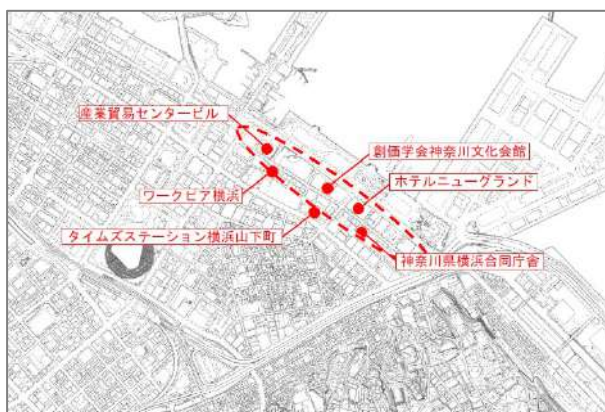 産業貿易センタービル
創価学会神奈川文化会館
ワークピア横浜
ホテルニューグランド
タイムズステーション横浜山下町
神奈川県横浜合同庁舎